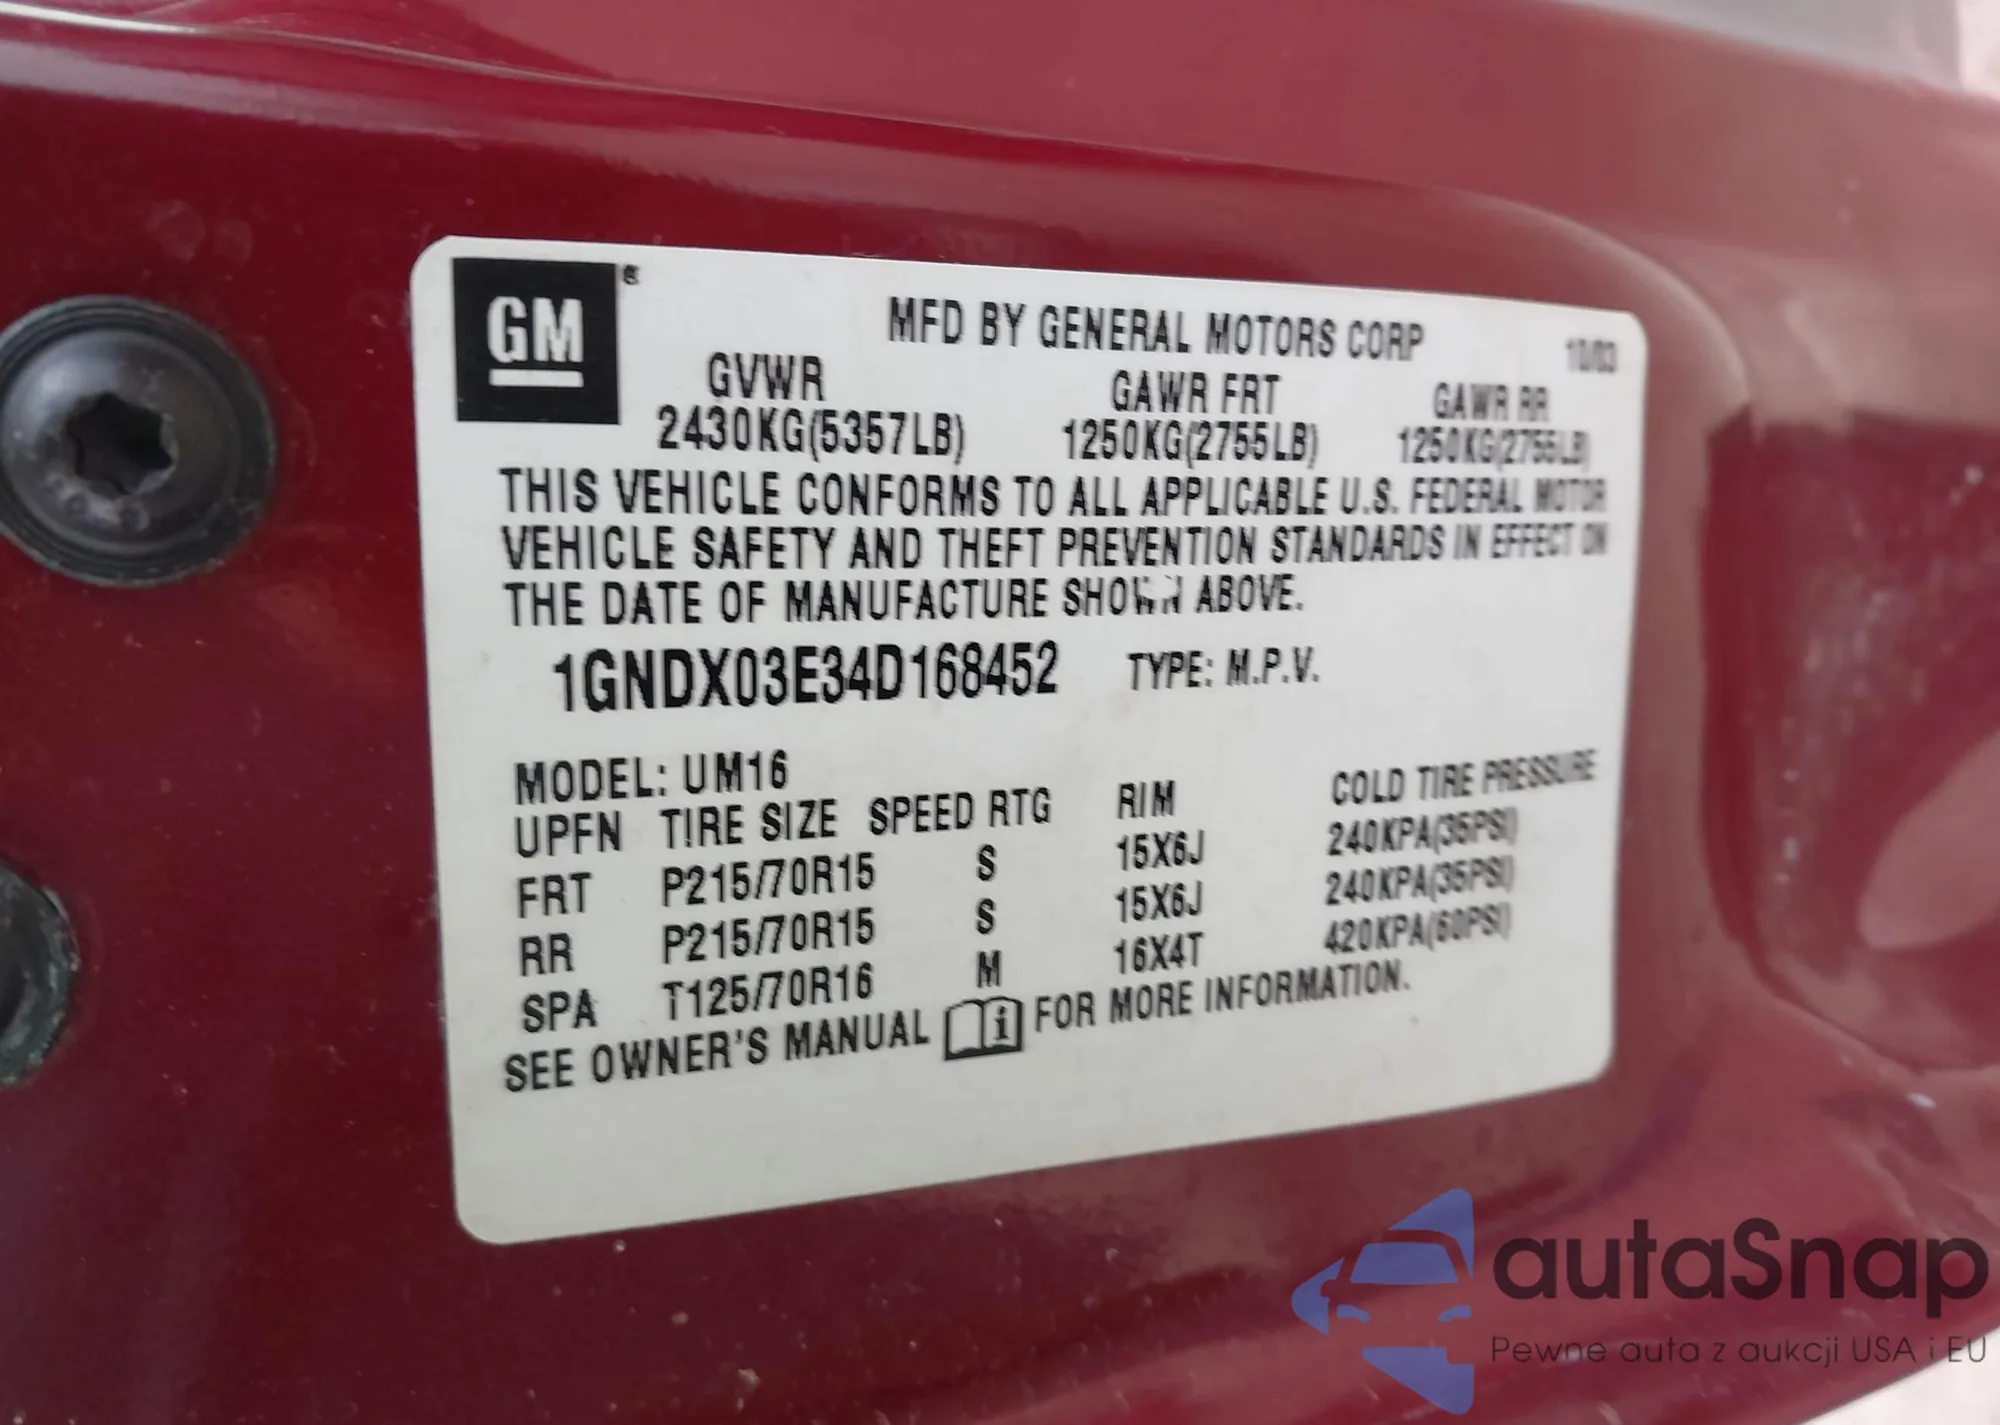 GM®
MFD BY GENERAL MOTORS CORP 10/03
GVWR GAWR FRT GAWR RR
2430KG(5357LB) 1250KG(2755LB) 1250KG(2755LB)
THIS VEHICLE CONFORMS TO ALL APPLICABLE U.S. FEDERAL MOTOR
VEHICLE SAFETY AND THEFT PREVENTION STANDARDS IN EFFECT ON
THE DATE OF MANUFACTURE SHOWN ABOVE.
1GNDX03E34D168452 TYPE: M.P.V.
MODEL: UM16
UPFN TIRE SIZE SPEED RTG RIM COLD TIRE PRESSURE
FRT P215/70R15 S 15X6J 240KPA(35PSI)
RR P215/70R15 S 15X6J 240KPA(35PSI)
SPA T125/70R16 M 16X4T 420KPA(60PSI)
SEE OWNER'S MANUAL i FOR MORE INFORMATION.
autaSnap
Pewne auta z aukcji USA i EU